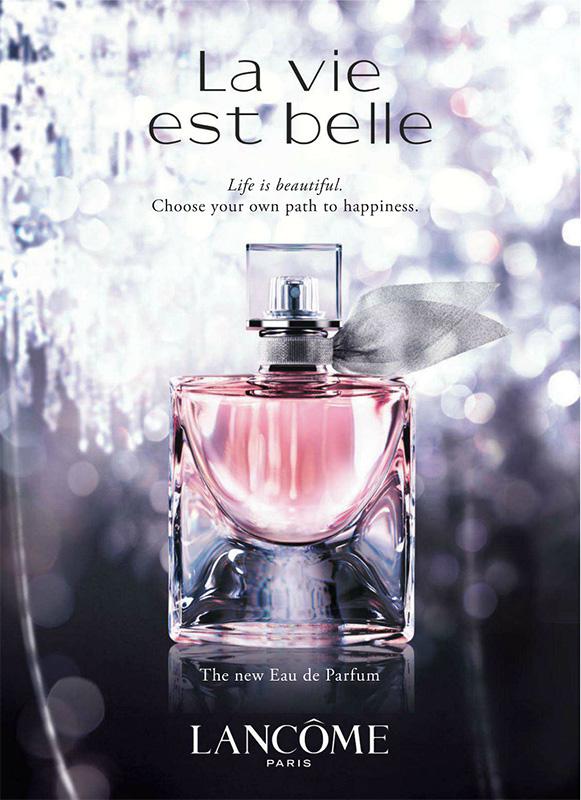 La vie
est belle
Life is beautiful.
Choose your own path to happiness.
The new Eau de Parfum
LANCÔME
PARIS